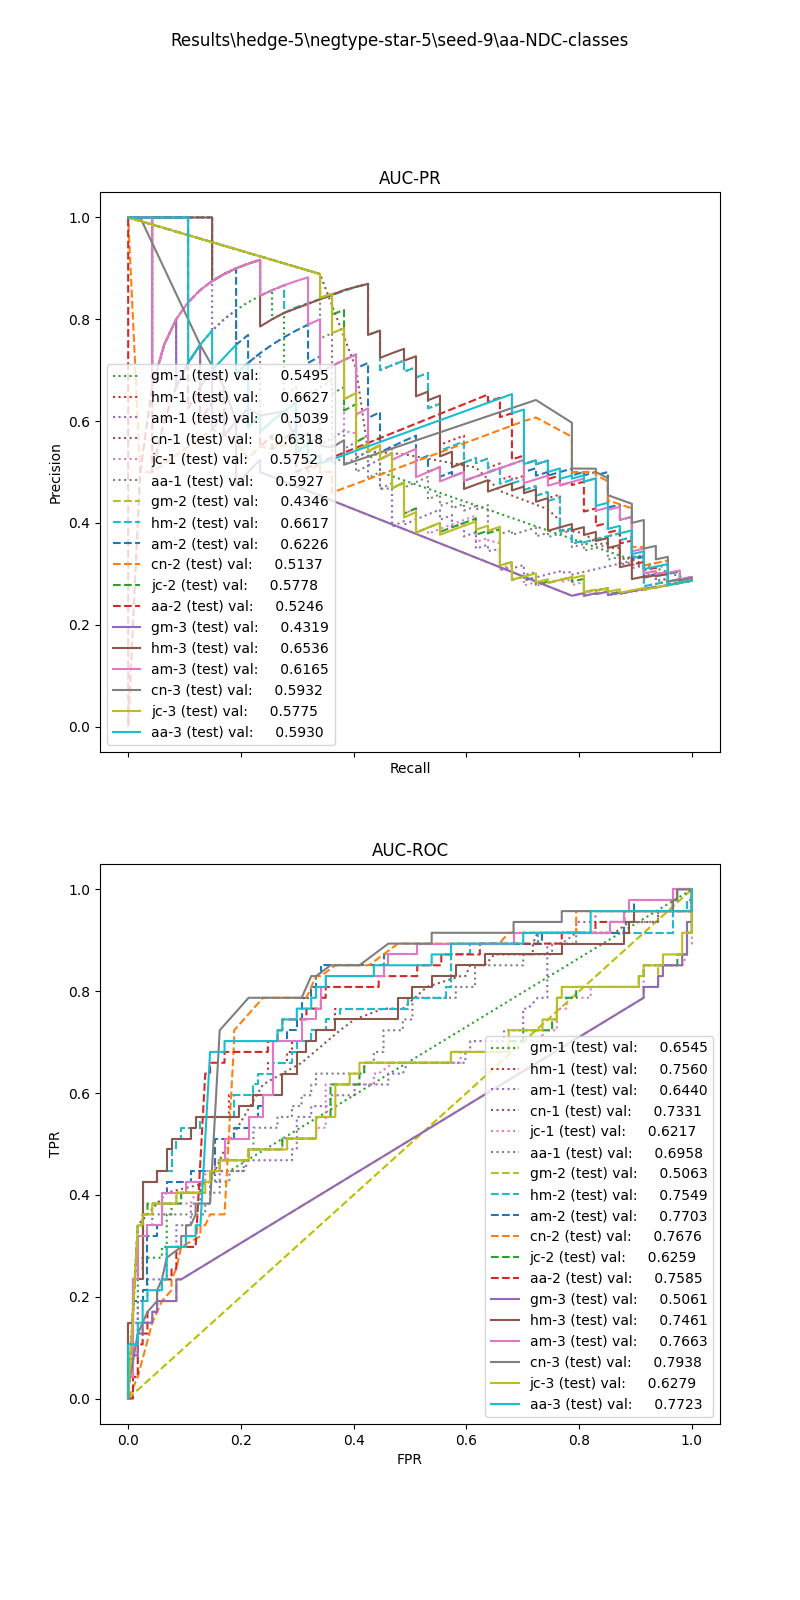 Results\hedge-5\negtype-star-5\seed-9\aa-NDC-classes
AUC-PR
1.0
0.8
0.6
0.4
0.2
0.0
Precision
gm-1 (test) val: 0.5495
hm-1 (test) val: 0.6627
am-1 (test) val: 0.5039
cn-1 (test) val: 0.6318
jc-1 (test) val: 0.5752
aa-1 (test) val: 0.5927
gm-2 (test) val: 0.4346
hm-2 (test) val: 0.6617
am-2 (test) val: 0.6226
cn-2 (test) val: 0.5137
jc-2 (test) val: 0.5778
aa-2 (test) val: 0.5246
gm-3 (test) val: 0.4319
hm-3 (test) val: 0.6536
am-3 (test) val: 0.6165
cn-3 (test) val: 0.5932
jc-3 (test) val: 0.5775
aa-3 (test) val: 0.5930
Recall
AUC-ROC
1.0
0.8
0.6
0.4
0.2
0.0
TPR
gm-1 (test) val: 0.6545
hm-1 (test) val: 0.7560
am-1 (test) val: 0.6440
cn-1 (test) val: 0.7331
jc-1 (test) val: 0.6217
aa-1 (test) val: 0.6958
gm-2 (test) val: 0.5063
hm-2 (test) val: 0.7549
am-2 (test) val: 0.7703
cn-2 (test) val: 0.7676
jc-2 (test) val: 0.6259
aa-2 (test) val: 0.7585
gm-3 (test) val: 0.5061
hm-3 (test) val: 0.7461
am-3 (test) val: 0.7663
cn-3 (test) val: 0.7938
jc-3 (test) val: 0.6279
aa-3 (test) val: 0.7723
0.0 0.2 0.4 0.6 0.8 1.0
FPR